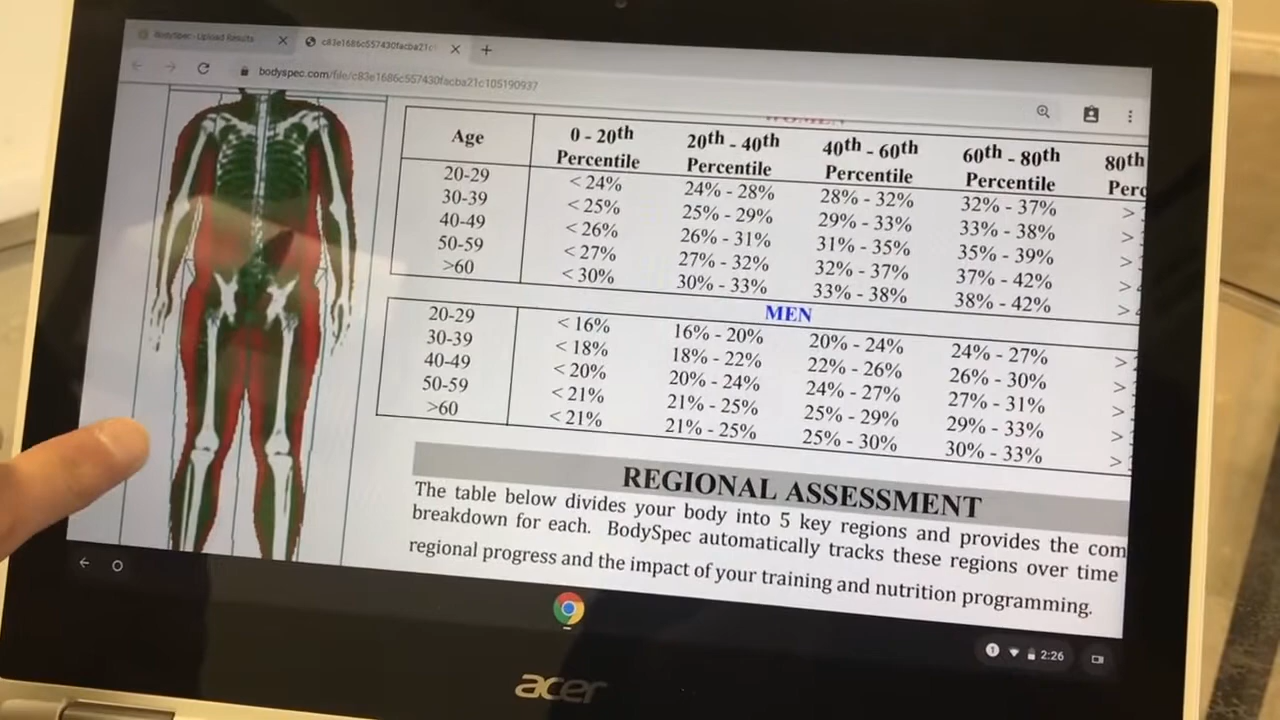 BodySpec - Upload Results
c83e1686c557430facba21c1
bodyspec.com/file/c83e1686c557430facba21c105190937
WOMEN
Age 0 - 20th Percentile 20th - 40th Percentile 40th - 60th Percentile 60th - 80th Percentile 80th Perc
20-29 < 24% 24% - 28% 28% - 32% 32% - 37% >
30-39 < 25% 25% - 29% 29% - 33% 33% - 38% >
40-49 < 26% 26% - 31% 31% - 35% 35% - 39% >
50-59 < 27% 27% - 32% 32% - 37% 37% - 42% >
>60 < 30% 30% - 33% 33% - 38% 38% - 42% >
MEN
20-29 < 16% 16% - 20% 20% - 24% 24% - 27% >
30-39 < 18% 18% - 22% 22% - 26% 26% - 30% >
40-49 < 20% 20% - 24% 24% - 27% 27% - 31% >
50-59 < 21% 21% - 25% 25% - 29% 29% - 33% >
>60 < 21% 21% - 25% 25% - 30% 30% - 33% >
REGIONAL ASSESSMENT
The table below divides your body into 5 key regions and provides the com
breakdown for each. BodySpec automatically tracks these regions over time
regional progress and the impact of your training and nutrition programming.
1 2:26
acer